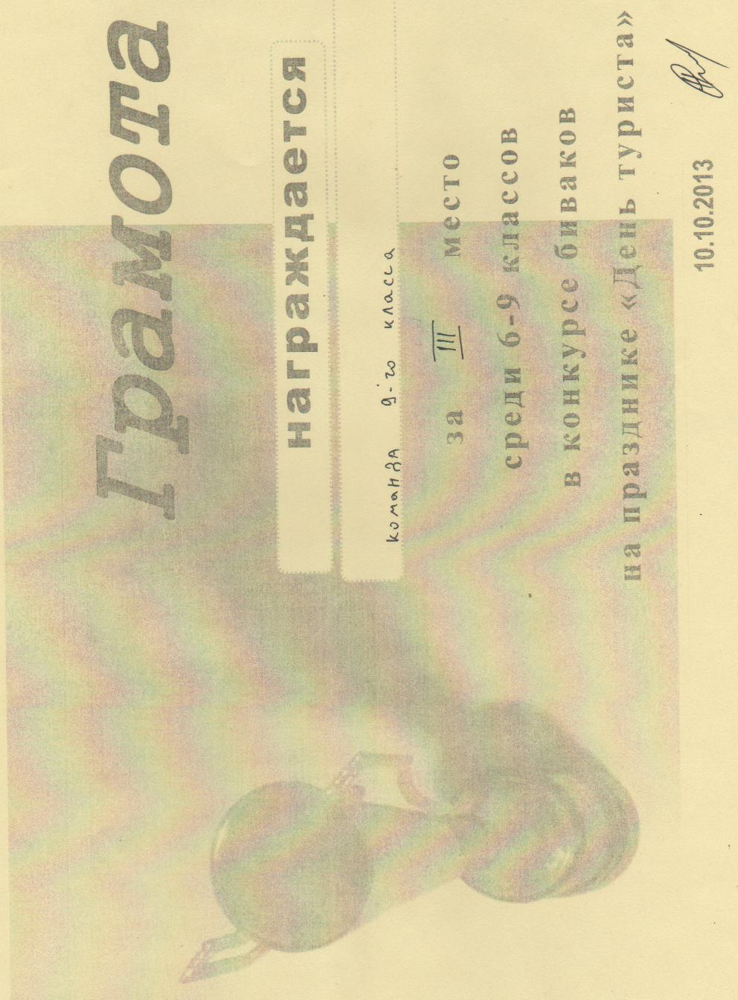 Грамота
награждается
команда 9-го класса
за III место
среди 6-9 классов
в конкурсе биваков
на празднике «День туриста»
10.10.2013